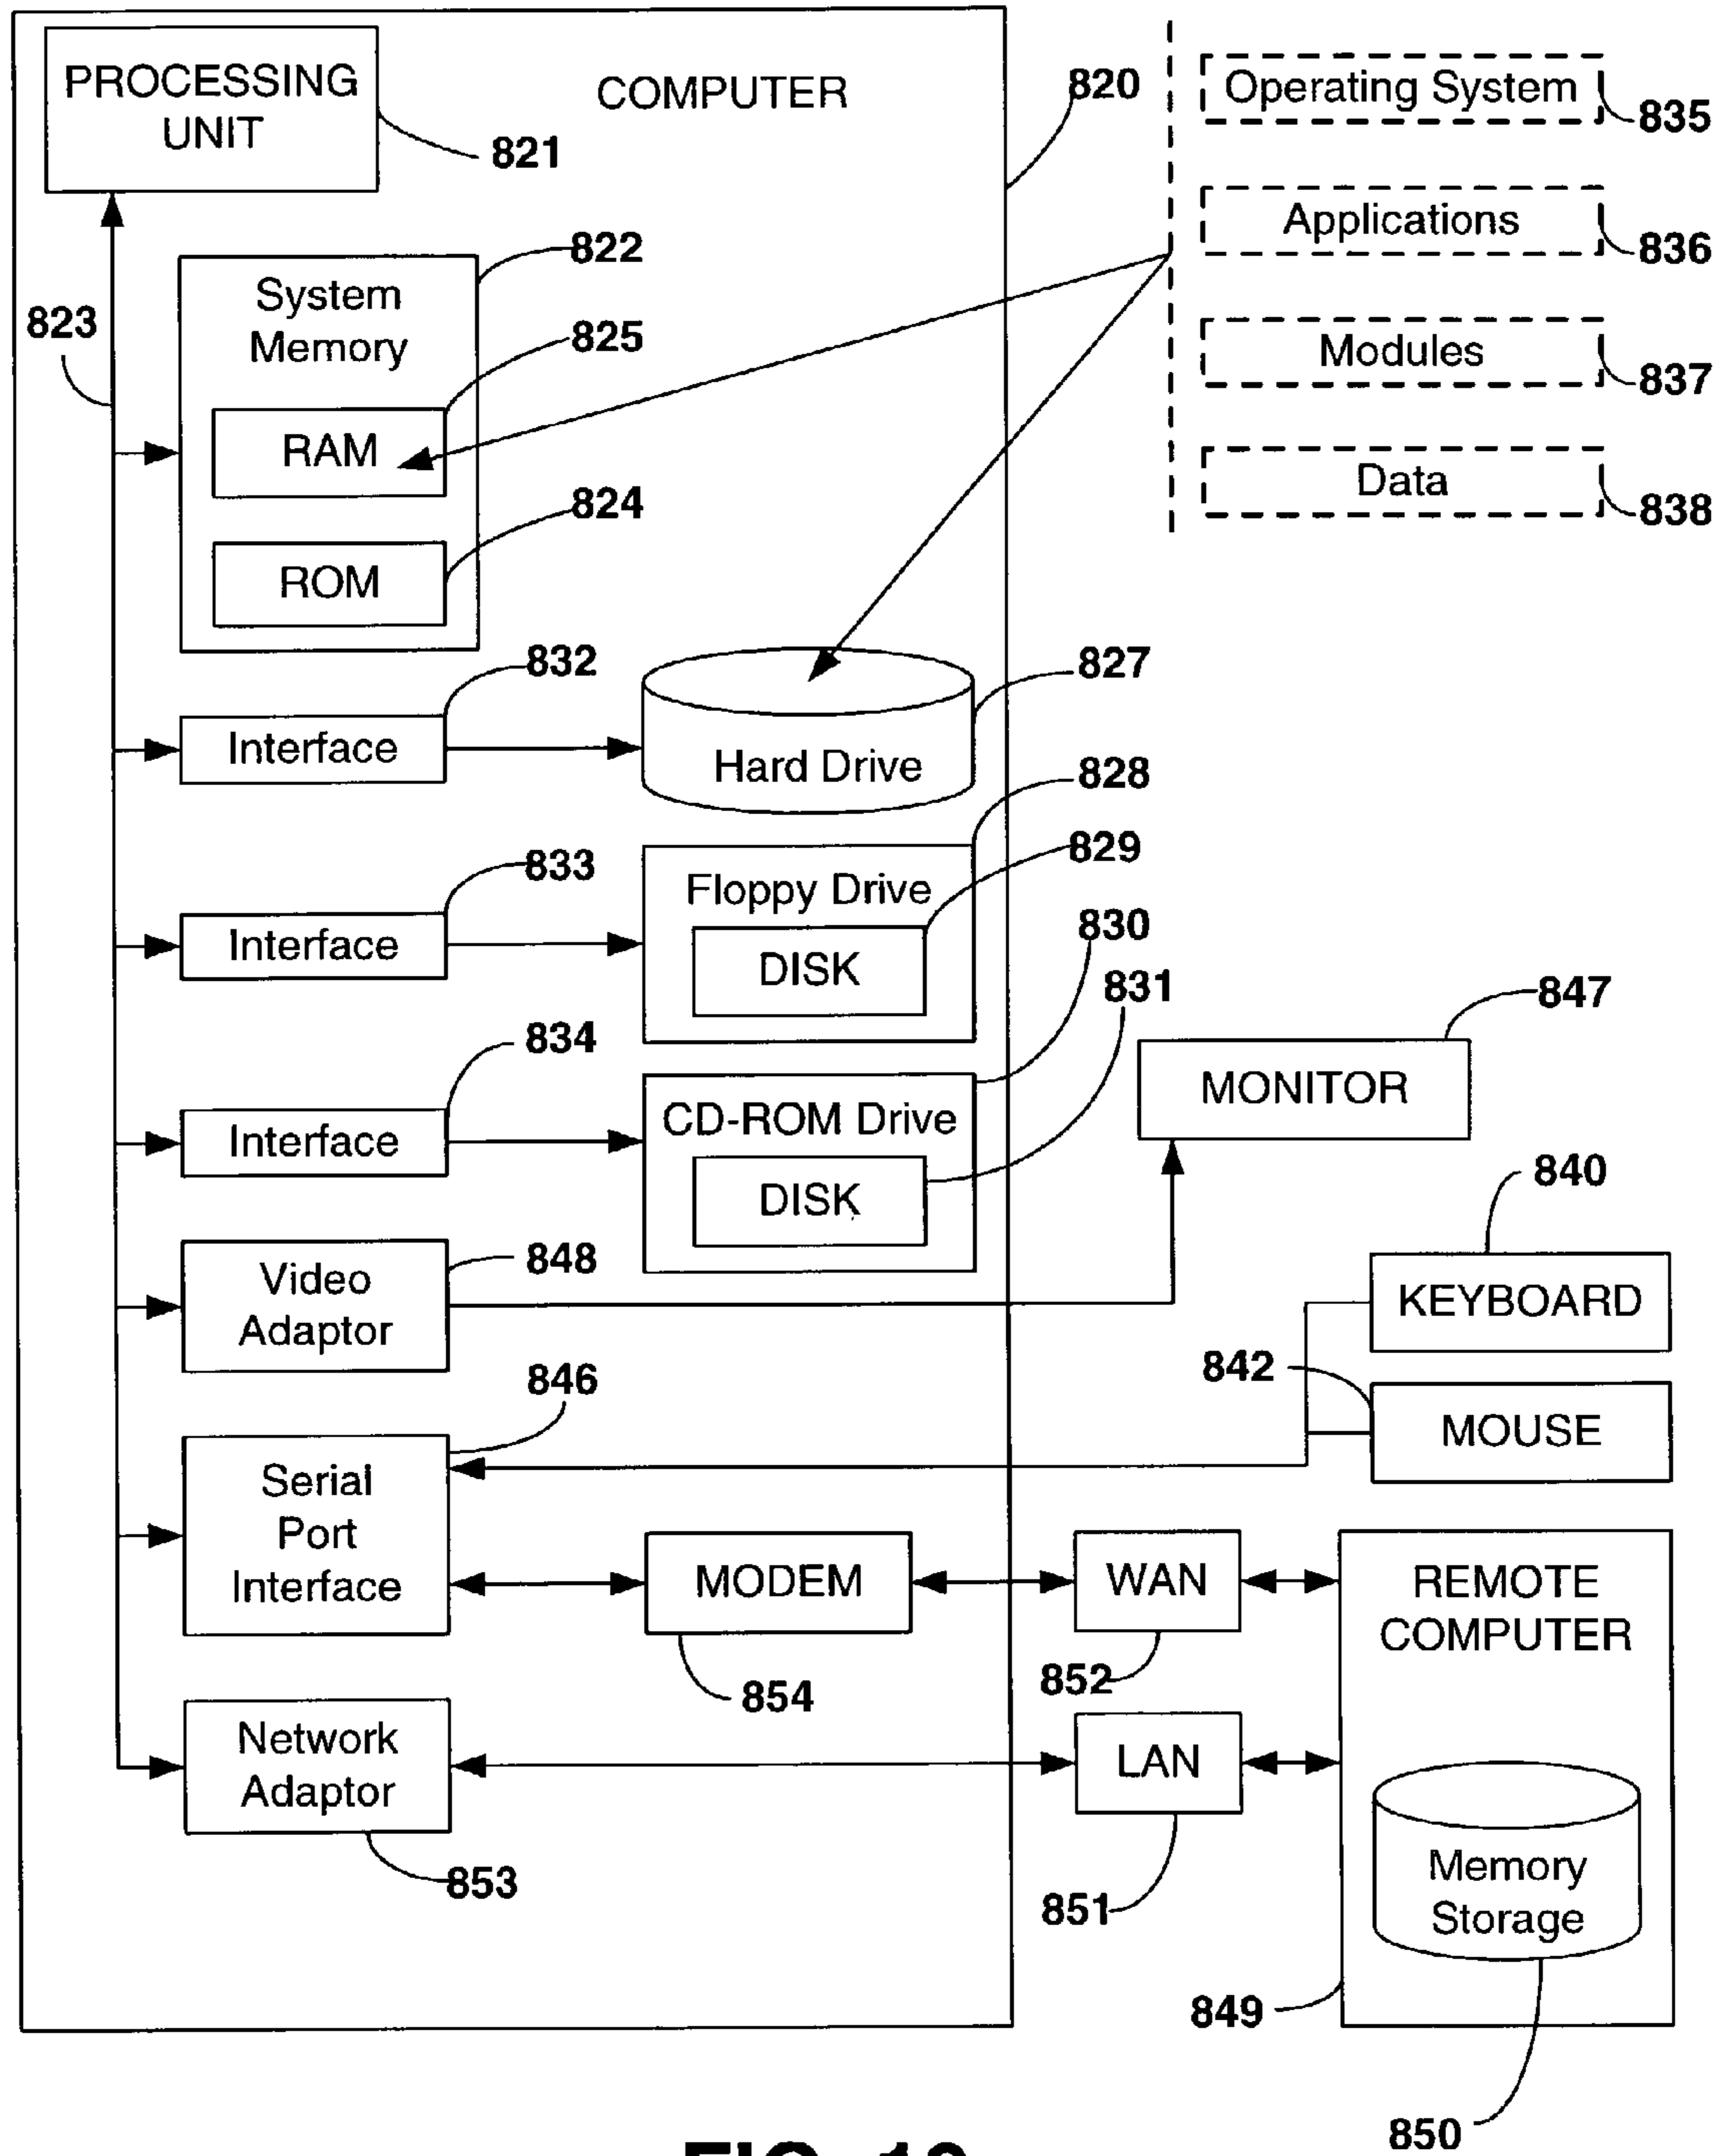 PROCESSING
UNIT
821
COMPUTER
820
Operating System
835
Applications
836
Modules
837
Data
838
822
System
Memory
823
825
RAM
824
ROM
832
Interface
827
Hard Drive
828
833
Interface
829
Floppy Drive
DISK
830
831
834
Interface
CD-ROM Drive
DISK
847
MONITOR
840
KEYBOARD
848
Video
Adaptor
842
MOUSE
846
Serial
Port
Interface
MODEM
854
WAN
852
REMOTE
COMPUTER
Network
Adaptor
853
LAN
851
Memory
Storage
849
850